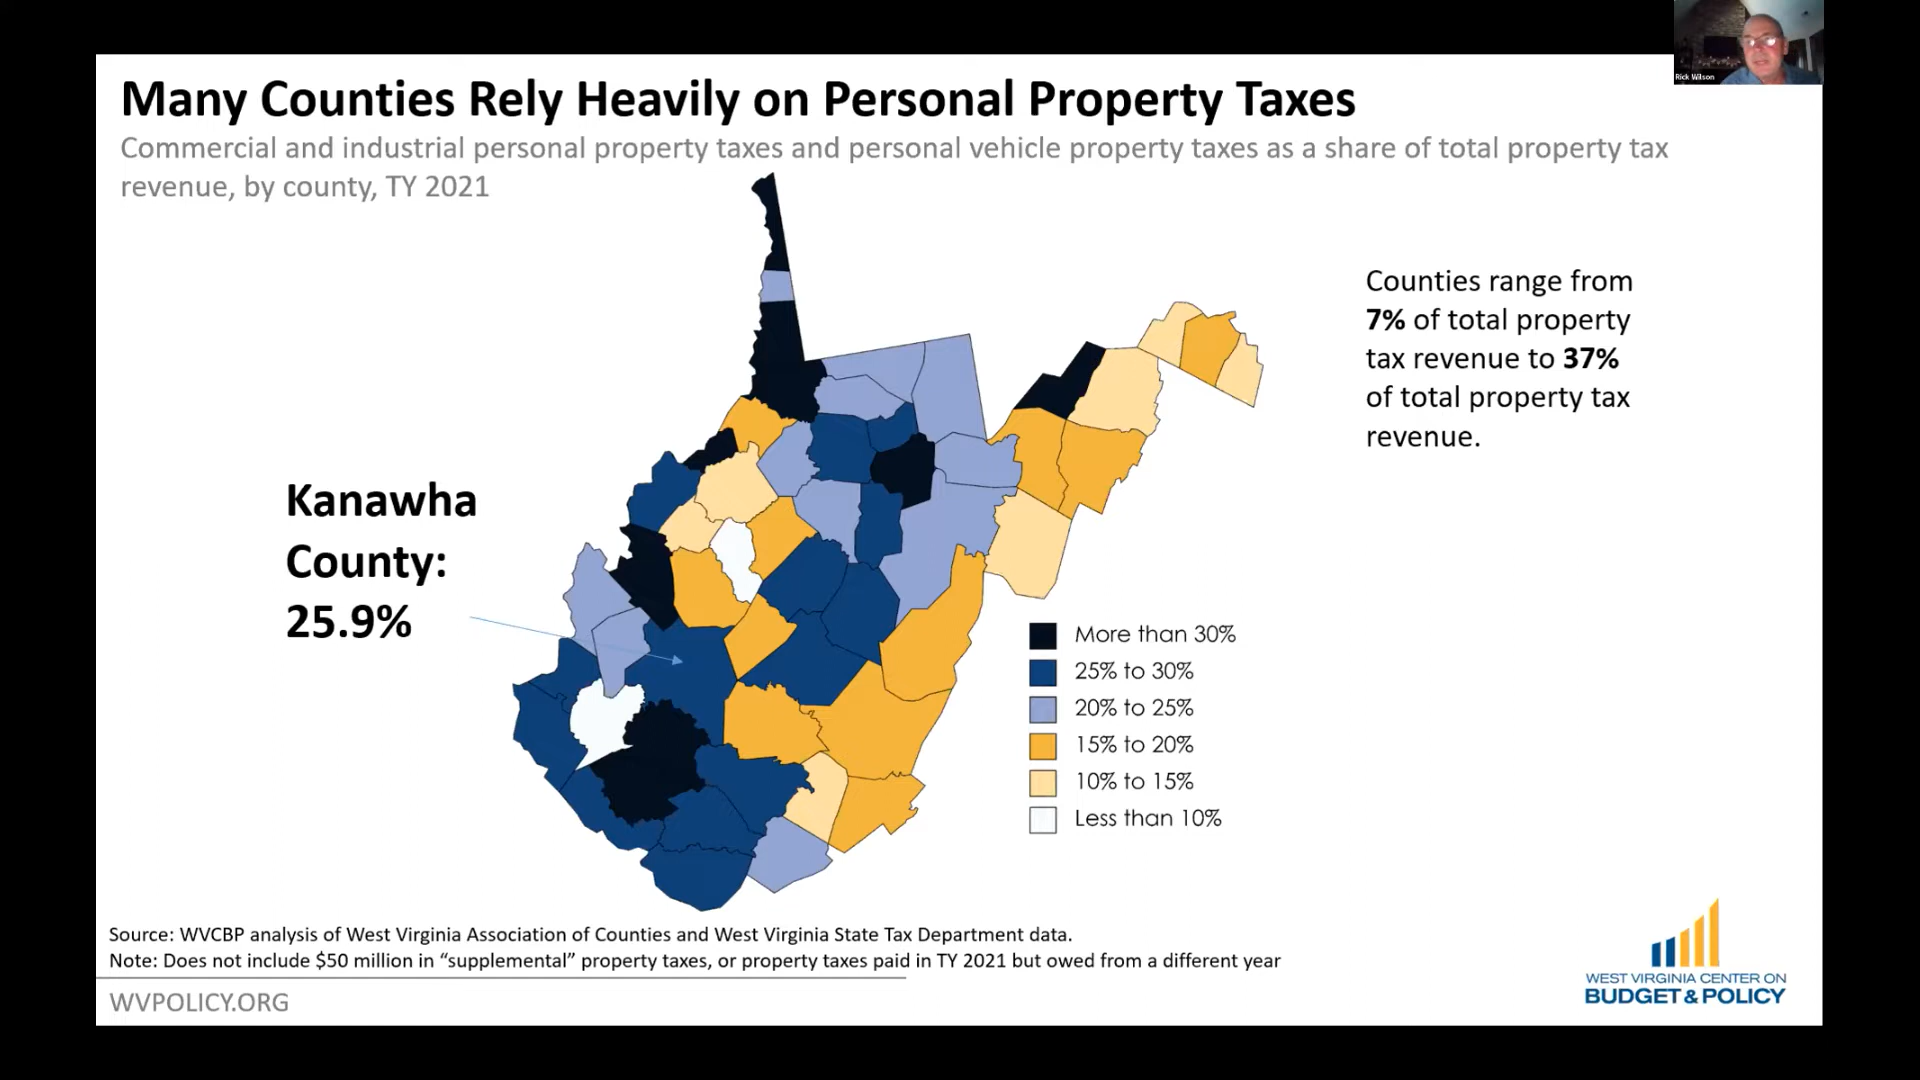 Rick Wilson
Many Counties Rely Heavily on Personal Property Taxes
Commercial and industrial personal property taxes and personal vehicle property taxes as a share of total property tax
revenue, by county, TY 2021
Counties range from
7% of total property
tax revenue to 37%
of total property tax
revenue.
Kanawha
County:
25.9%
More than 30%
25% to 30%
20% to 25%
15% to 20%
10% to 15%
Less than 10%
Source: WVCBP analysis of West Virginia Association of Counties and West Virginia State Tax Department data.
Note: Does not include $50 million in “supplemental” property taxes, or property taxes paid in TY 2021 but owed from a different year
WVPOLICY.ORG
WEST VIRGINIA CENTER ON
BUDGET & POLICY